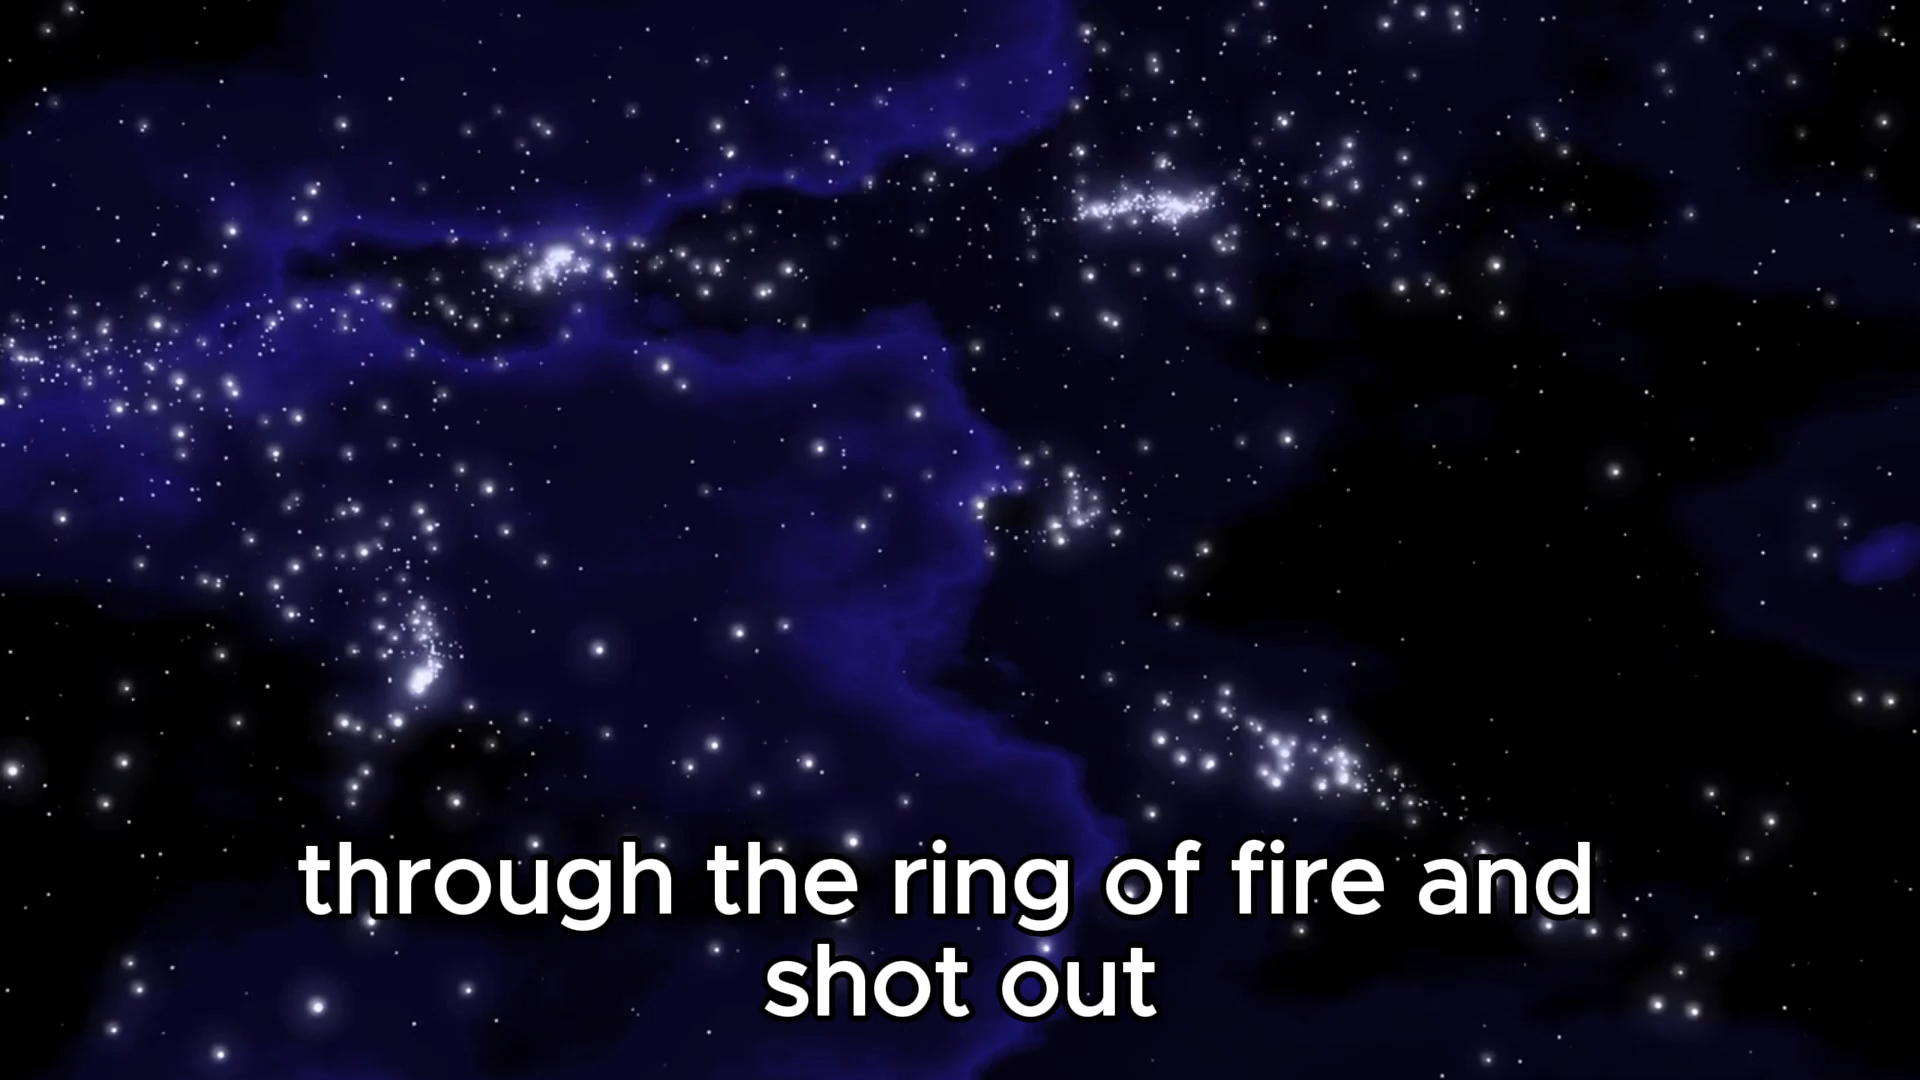 through the ring of fire and
shot out